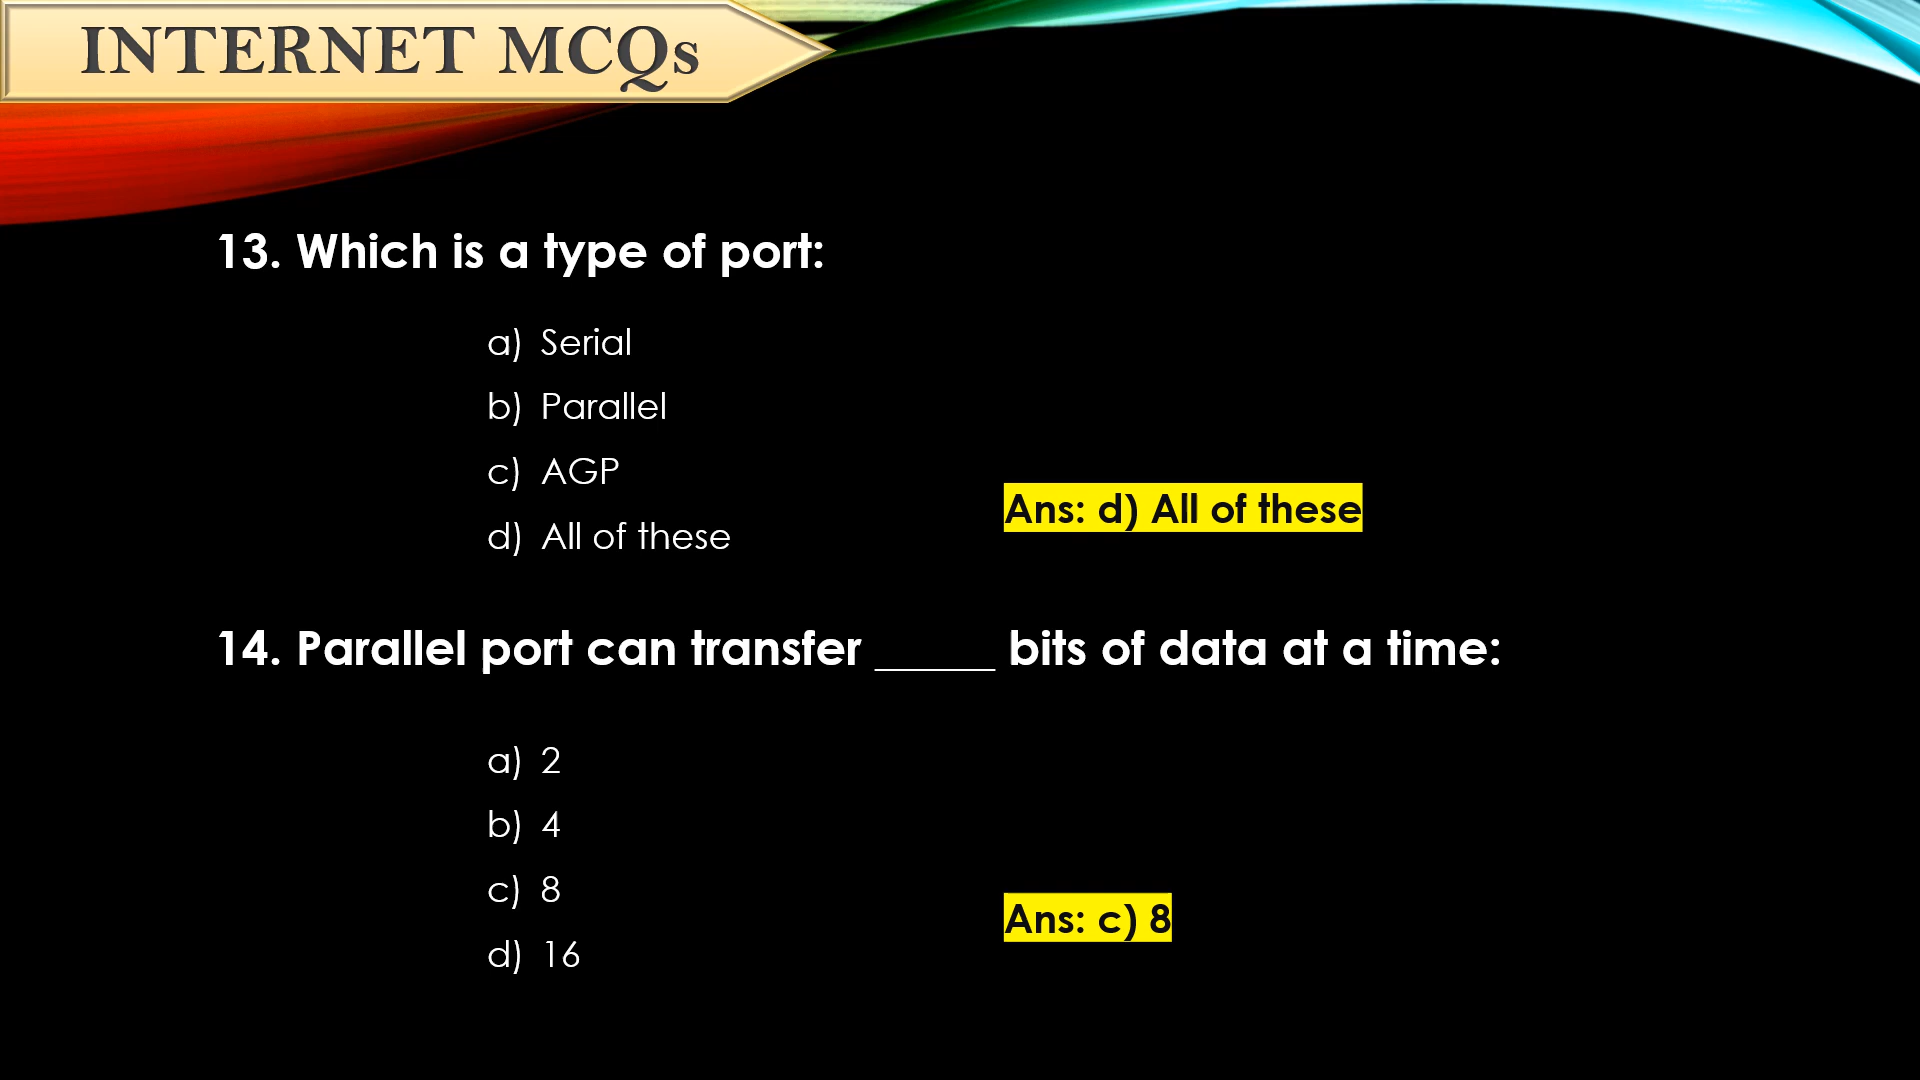 INTERNET MCQs
13. Which is a type of port:
a) Serial
b) Parallel
c) AGP
d) All of these
Ans: d) All of these
14. Parallel port can transfer _____ bits of data at a time:
a) 2
b) 4
c) 8
d) 16
Ans: c) 8